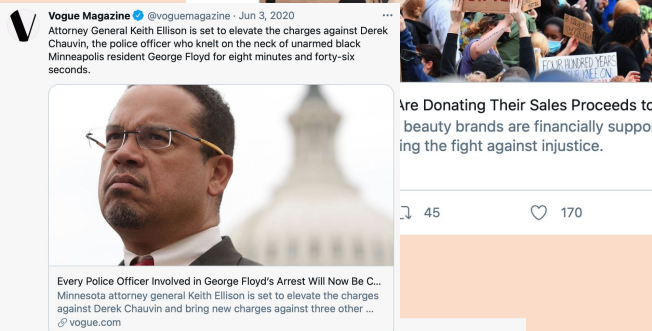 Vogue Magazine @voguemagazine · Jun 3, 2020
Attorney General Keith Ellison is set to elevate the charges against Derek
Chauvin, the police officer who knelt on the neck of unarmed black
Minneapolis resident George Floyd for eight minutes and forty-six
seconds.
Every Police Officer Involved in George Floyd's Arrest Will Now Be C...
Minnesota attorney general Keith Ellison is set to elevate the charges
against Derek Chauvin and bring new charges against three other ...
vogue.com
FOUR HUNDRED YEARS
KNEE ON
Are Donating Their Sales Proceeds to
beauty brands are financially suppo
ing the fight against injustice.
45 170